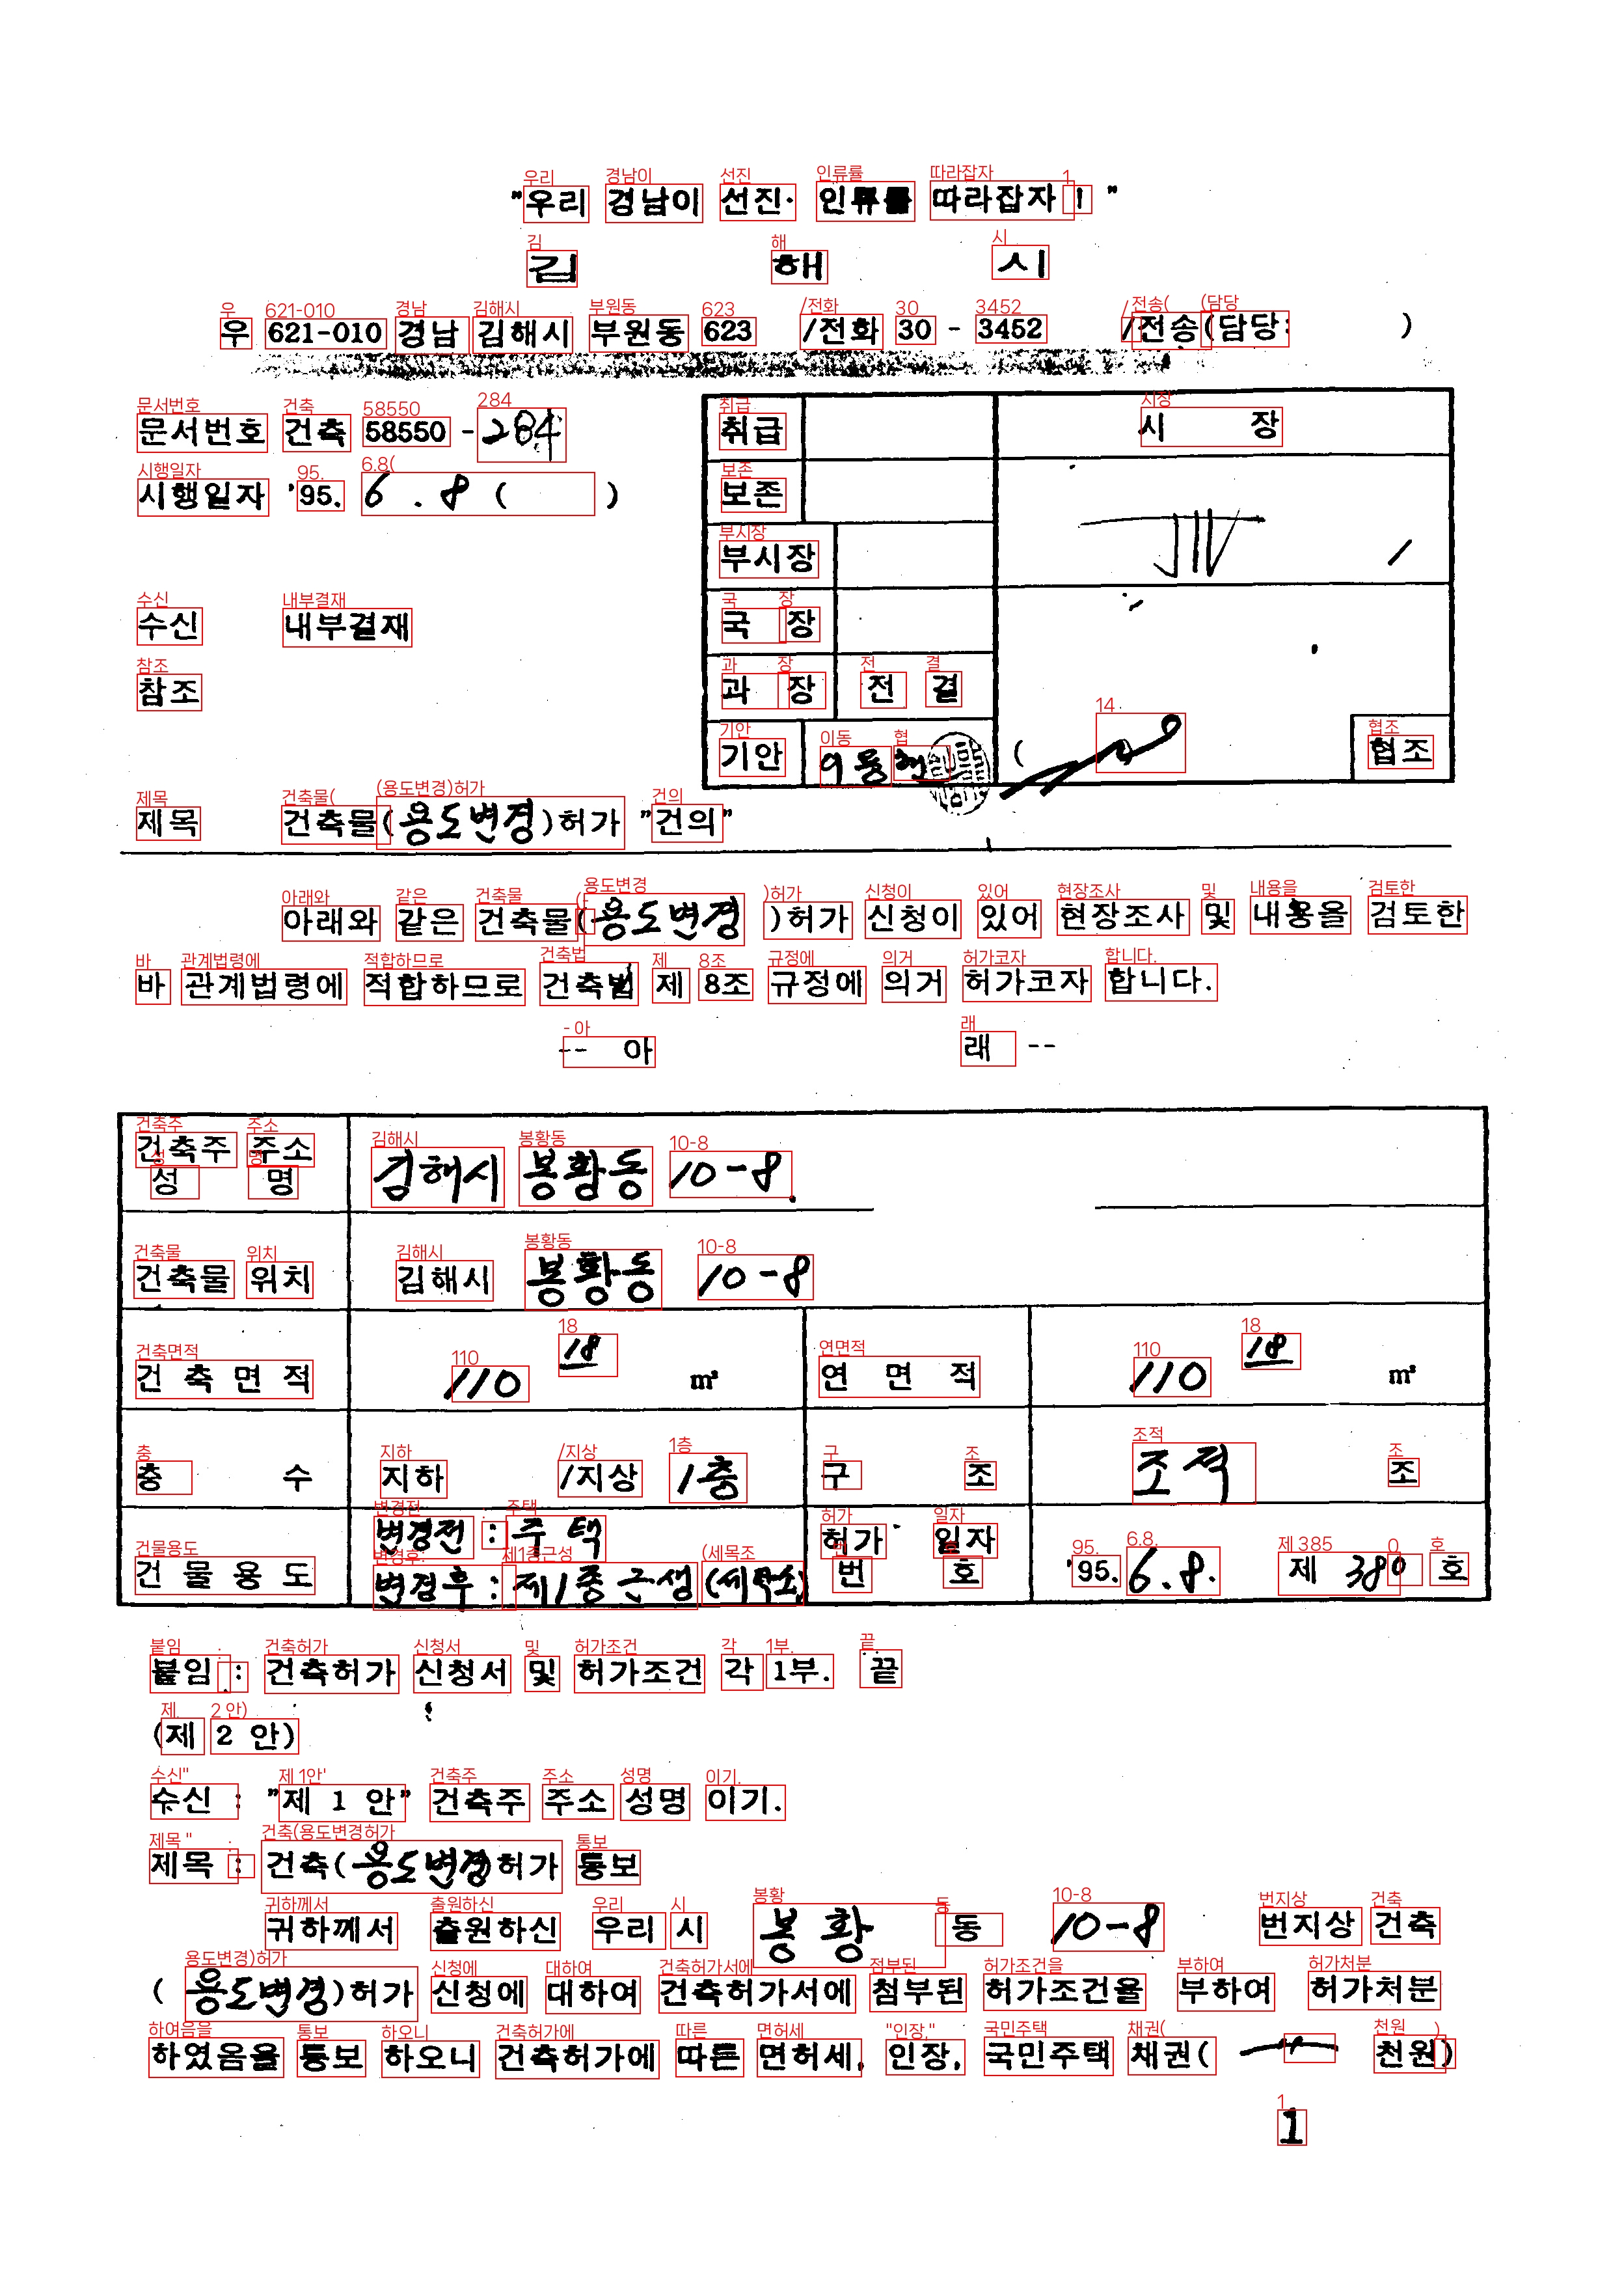 "우리 경남이 선진· 인류를 따라잡자 ! "
김 해 시
우 621-010 경남 김해시 부원동 623 /전화 30 - 3452 /전송(담당: )
문서번호 건축 58550 - 284
시행일자 '95. 6 . 8 ( )
수신 내부결재
참조
취급 시 장
보존
부시장
국 장
과 장 전 결
기안
협조
제목 건축물(용도변경)허가 "건의"
아래와 같은 건축물(용도변경 )허가 신청이 있어 현장조사 및 내용을 검토한
바 관계법령에 적합하므로 건축법 제 8조 규정에 의거 허가코자 합니다.
-- 아 래 --
건축주 주소 성 명 김해시 봉황동 10-8
건축물 위치 김해시 봉황동 10-8
건축면적 110 18 ㎡ 연 면 적 110 18 ㎡
층 수 지하 /지상 1층 구 조 조적 조
건물용도 변경전 : 주택 변경후 : 제1종근생 (세탁소) 허가 일자 번 호 '95. 6.8. 제 380 호
붙임 : 건축허가 신청서 및 허가조건 각 1부. 끝
(제 2 안)
수신 : "제 1 안" 건축주 주소 성명 이기.
제목 : 건축(용도변경허가 통보
귀하께서 출원하신 우리 시 봉황 동 10-8 번지상 건축
( 용도변경)허가 신청에 대하여 건축허가서에 첨부된 허가조건을 부하여 허가처분
하였음을 통보 하오니 건축허가에 따른 면허세, 인장, 국민주택 채권( 천원)
1